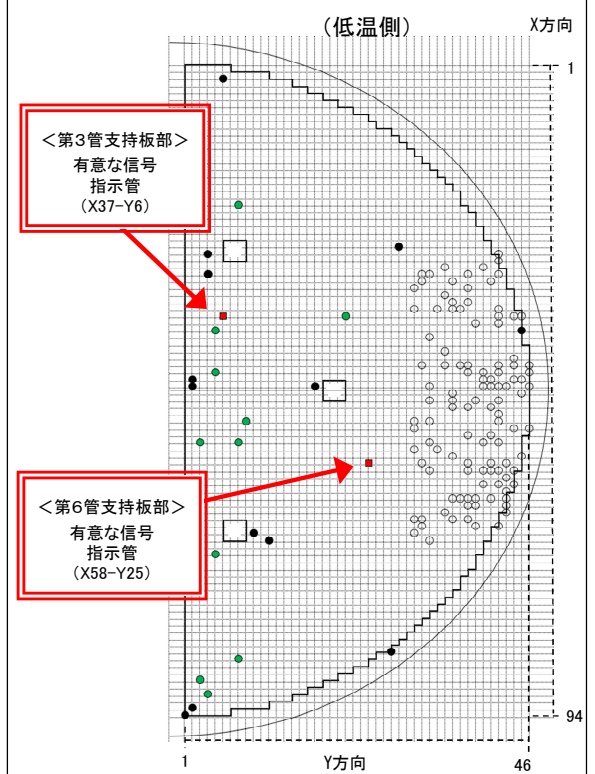 (低温側)
X方向
1
＜第３管支持板部＞
有意な信号
指示管
（X37−Y6）
＜第６管支持板部＞
有意な信号
指示管
（X58−Y25）
94
1
Y方向
46